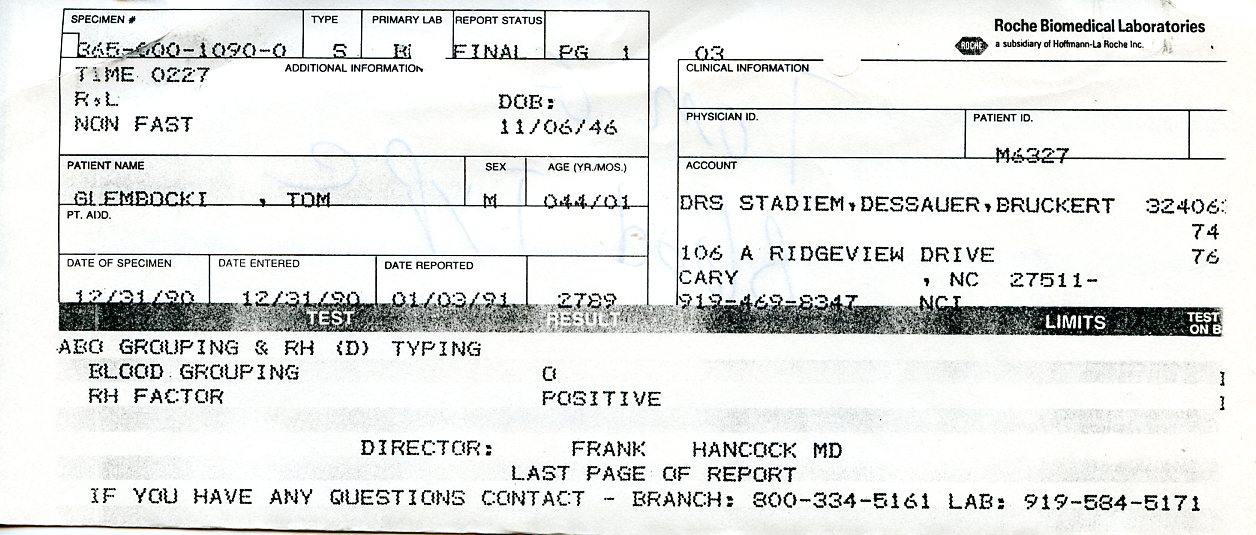 SPECIMEN # TYPE PRIMARY LAB REPORT STATUS
365-600-1090-0 S BI FINAL PG 1 03
Roche Biomedical Laboratories
ROCHE a subsidiary of Hoffmann-La Roche Inc.
ADDITIONAL INFORMATION
TIME 0227
R,L DOB:
NON FAST 11/06/46
CLINICAL INFORMATION
PHYSICIAN ID. PATIENT ID.
M6327
PATIENT NAME SEX AGE (YR./MOS.)
GLEMBOCKI , TOM M 044/01
PT. ADD.
ACCOUNT
DRS STADIEM,DESSAUER,BRUCKERT 32406
74
106 A RIDGEVIEW DRIVE 76
CARY , NC 27511-
919-469-8347 NCI
DATE OF SPECIMEN DATE ENTERED DATE REPORTED
12/31/90 12/31/90 01/03/91 2789
TEST RESULT LIMITS TEST
ON B
ABO GROUPING & RH (D) TYPING
BLOOD GROUPING O
RH FACTOR POSITIVE
DIRECTOR: FRANK HANCOCK MD
LAST PAGE OF REPORT
IF YOU HAVE ANY QUESTIONS CONTACT - BRANCH: 800-334-5161 LAB: 919-584-5171